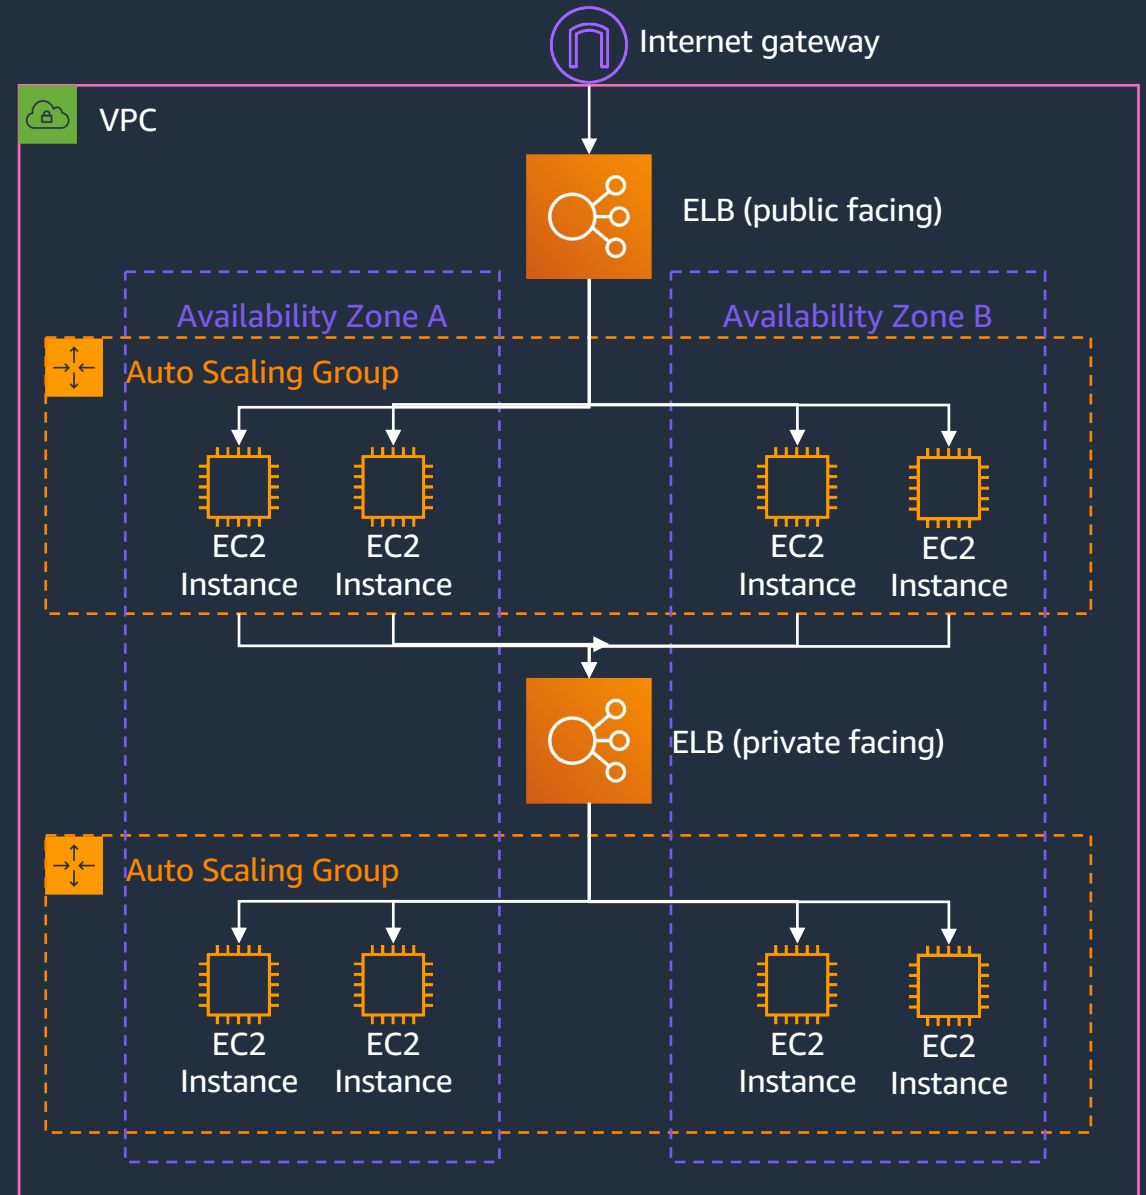 Internet gateway
VPC
ELB (public facing)
Availability Zone A
Availability Zone B
Auto Scaling Group
EC2
Instance
EC2
Instance
EC2
Instance
EC2
Instance
ELB (private facing)
Auto Scaling Group
EC2
Instance
EC2
Instance
EC2
Instance
EC2
Instance